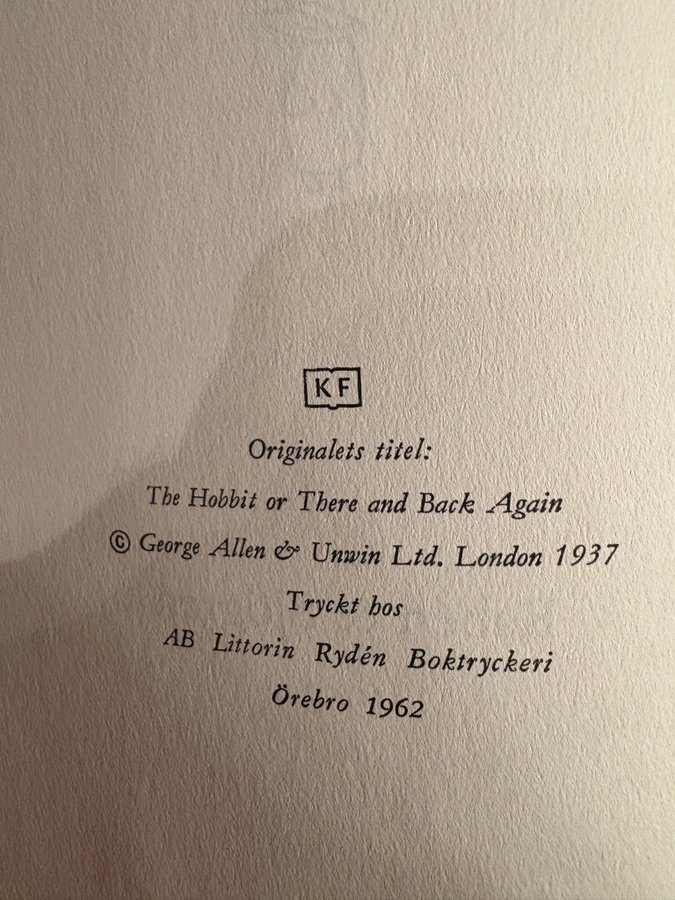 KF
Originalets titel:
The Hobbit or There and Back Again
© George Allen & Unwin Ltd. London 1937
Tryckt hos
AB Littorin Rydén Boktryckeri
Örebro 1962